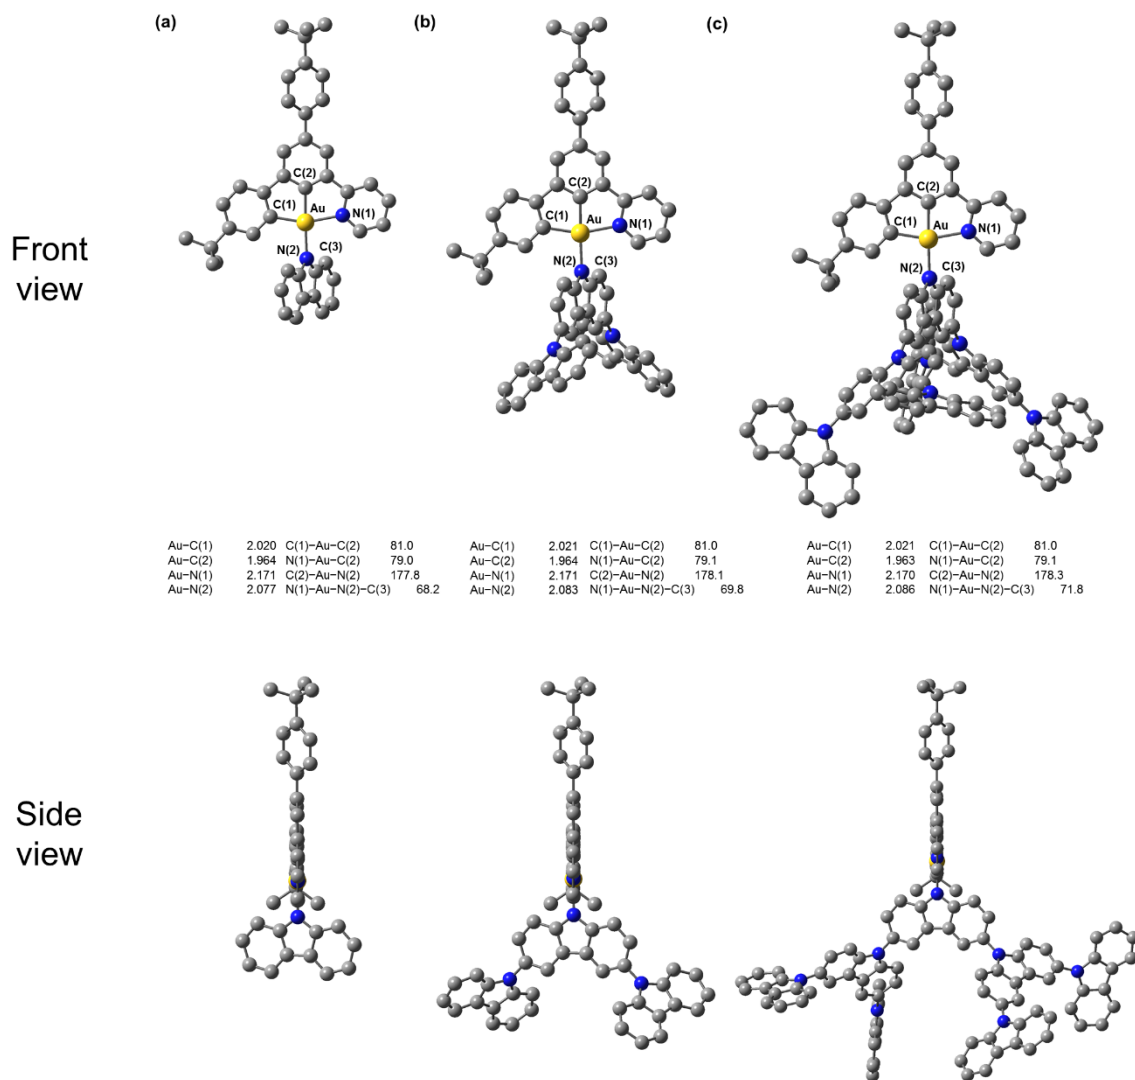 (a) (b) (c)
C(2) C(1) Au N(1) N(2) C(3)
C(2) C(1) Au N(1) N(2) C(3)
C(2) C(1) Au N(1) N(2) C(3)
Front
view
Au–C(1) 2.020 C(1)–Au–C(2) 81.0
Au–C(2) 1.964 N(1)–Au–C(2) 79.0
Au–N(1) 2.171 C(2)–Au–N(2) 177.8
Au–N(2) 2.077 N(1)–Au–N(2)–C(3) 68.2
Au–C(1) 2.021 C(1)–Au–C(2) 81.0
Au–C(2) 1.964 N(1)–Au–C(2) 79.1
Au–N(1) 2.171 C(2)–Au–N(2) 178.1
Au–N(2) 2.083 N(1)–Au–N(2)–C(3) 69.8
Au–C(1) 2.021 C(1)–Au–C(2) 81.0
Au–C(2) 1.963 N(1)–Au–C(2) 79.1
Au–N(1) 2.170 C(2)–Au–N(2) 178.3
Au–N(2) 2.086 N(1)–Au–N(2)–C(3) 71.8
Side
view